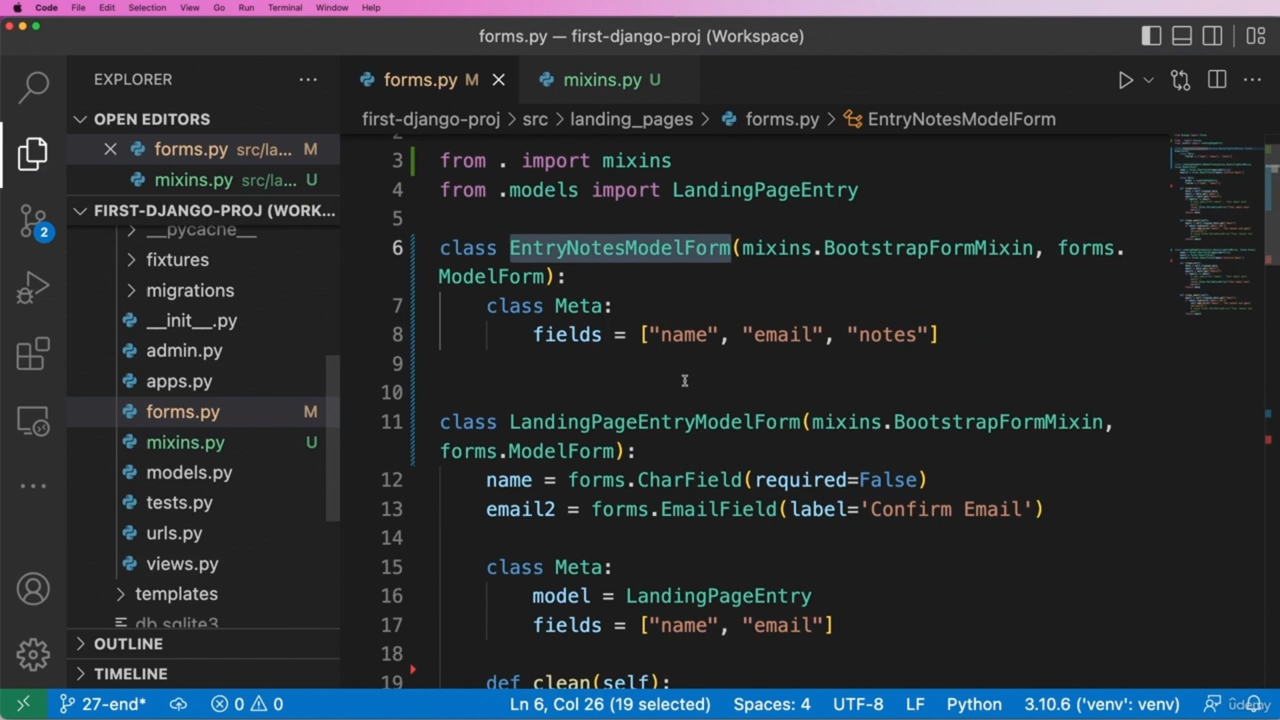 Code File Edit Selection View Go Run Terminal Window Help
forms.py — first-django-proj (Workspace)
EXPLORER
OPEN EDITORS
forms.py src/la... M
mixins.py src/la... U
FIRST-DJANGO-PROJ (WORK...
__pycache__
fixtures
migrations
__init__.py
admin.py
apps.py
forms.py M
mixins.py U
models.py
tests.py
urls.py
views.py
templates
db.sqlite3
OUTLINE
TIMELINE
2
forms.py M
mixins.py U
first-django-proj > src > landing_pages > forms.py > EntryNotesModelForm
3 from . import mixins
4 from .models import LandingPageEntry
5
6 class EntryNotesModelForm(mixins.BootstrapFormMixin, forms.
ModelForm):
7 class Meta:
8 fields = ["name", "email", "notes"]
9
10
11 class LandingPageEntryModelForm(mixins.BootstrapFormMixin,
forms.ModelForm):
12 name = forms.CharField(required=False)
13 email2 = forms.EmailField(label='Confirm Email')
14
15 class Meta:
16 model = LandingPageEntry
17 fields = ["name", "email"]
18
19 def clean(self):
27-end* 0 0 Ln 6, Col 26 (19 selected) Spaces: 4 UTF-8 LF Python 3.10.6 ('venv': venv)
udemy